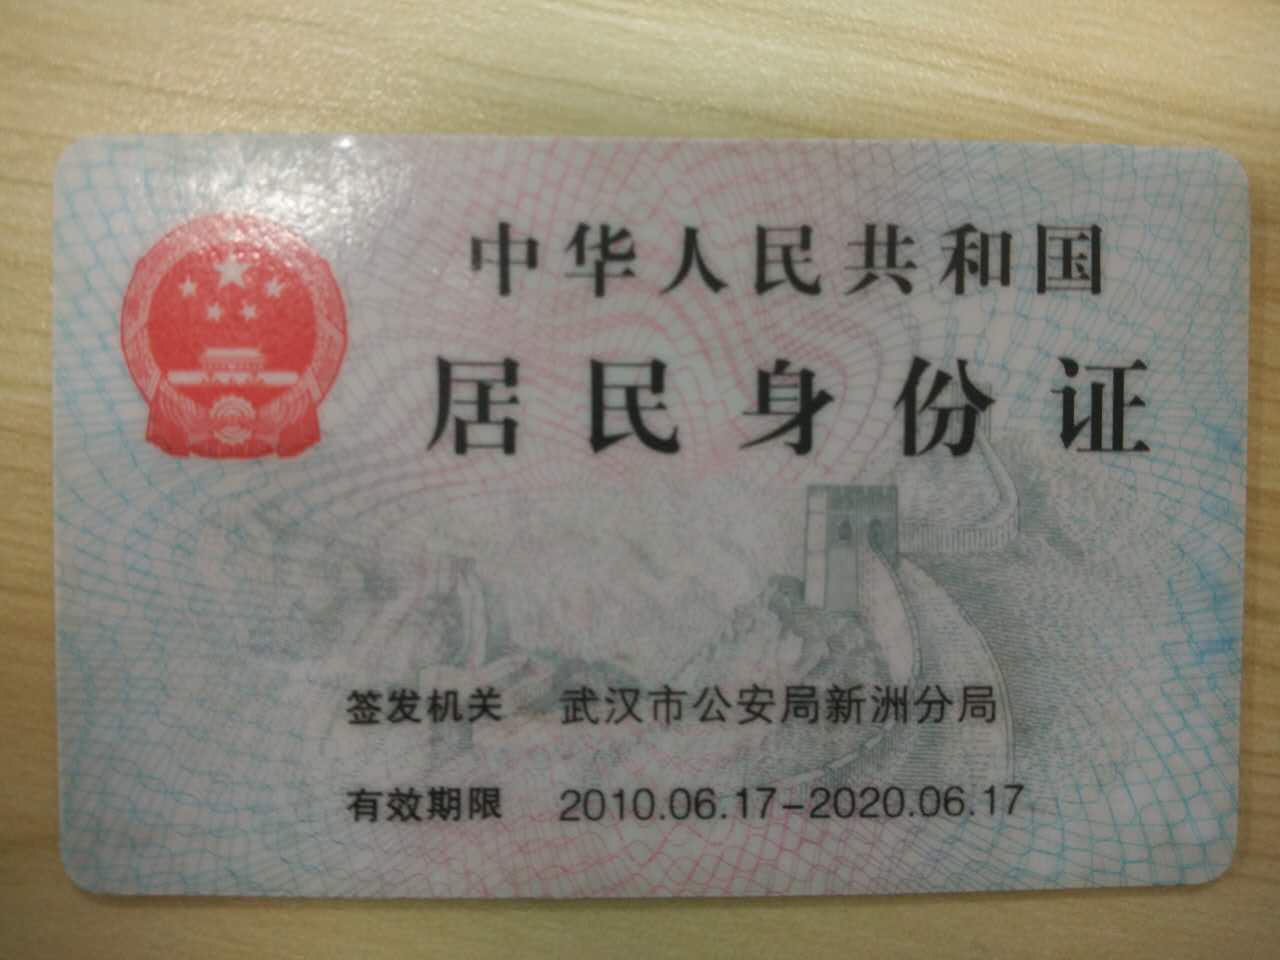 中华人民共和国
居民身份证
签发机关 武汉市公安局新洲分局
有效期限 2010.06.17-2020.06.17